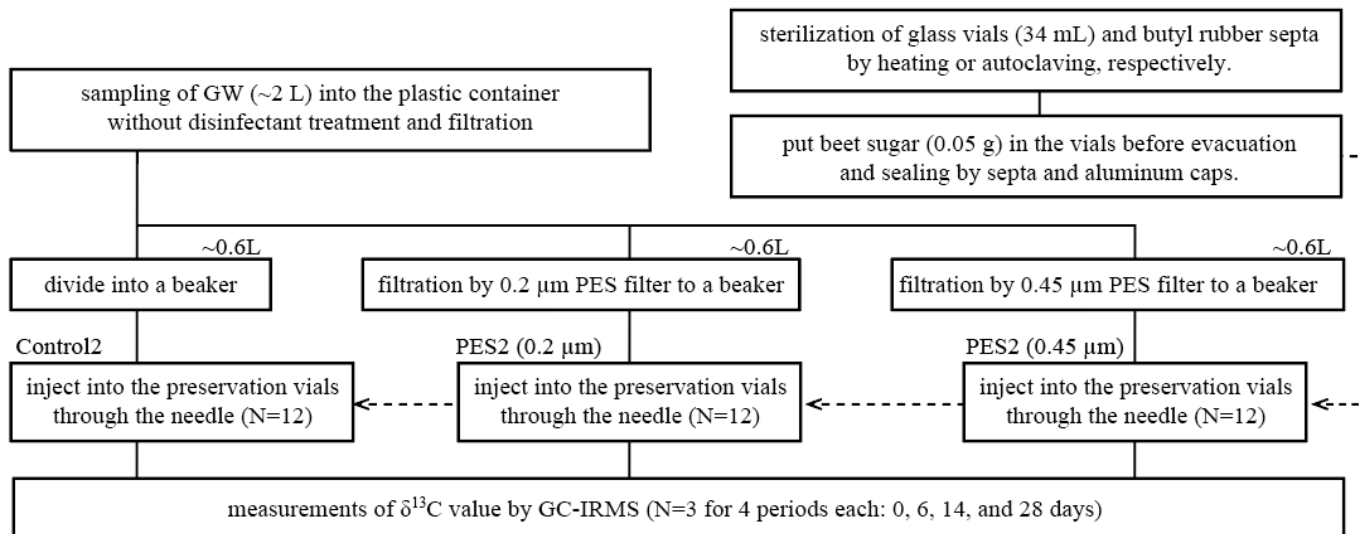 sterilization of glass vials (34 mL) and butyl rubber septa
by heating or autoclaving, respectively.
sampling of GW (~2 L) into the plastic container
without disinfectant treatment and filtration
put beet sugar (0.05 g) in the vials before evacuation
and sealing by septa and aluminum caps.
~0.6L
~0.6L
~0.6L
divide into a beaker
filtration by 0.2 µm PES filter to a beaker
filtration by 0.45 µm PES filter to a beaker
Control2
PES2 (0.2 µm)
PES2 (0.45 µm)
inject into the preservation vials
through the needle (N=12)
inject into the preservation vials
through the needle (N=12)
inject into the preservation vials
through the needle (N=12)
measurements of δ¹³C value by GC-IRMS (N=3 for 4 periods each: 0, 6, 14, and 28 days)